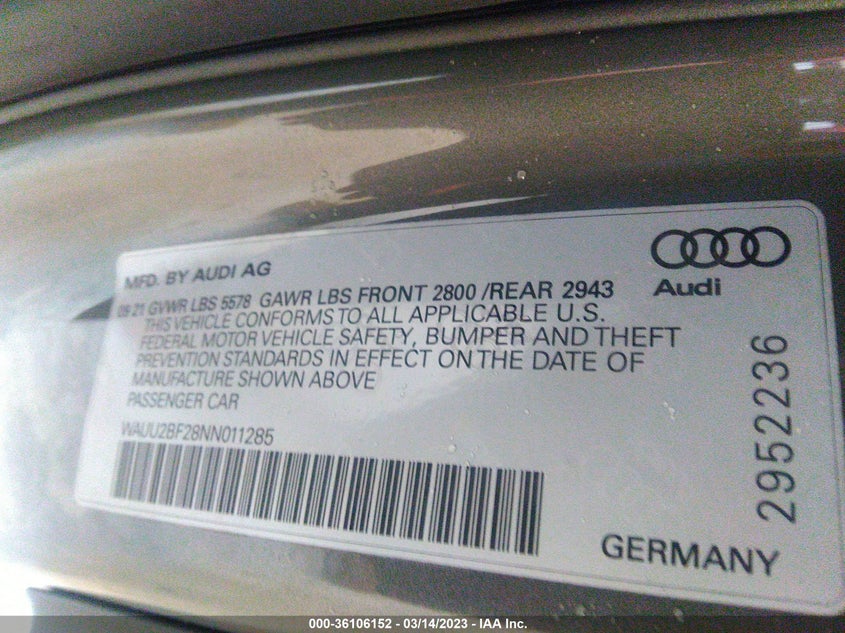 MFD. BY AUDI AG
09 21 GVWR LBS 5578 GAWR LBS FRONT 2800 /REAR 2943
THIS VEHICLE CONFORMS TO ALL APPLICABLE U.S.
FEDERAL MOTOR VEHICLE SAFETY, BUMPER AND THEFT
PREVENTION STANDARDS IN EFFECT ON THE DATE OF
MANUFACTURE SHOWN ABOVE
PASSENGER CAR
WAUU2BF28NN011285
Audi
2952236
GERMANY
000-36106152 - 03/14/2023 - IAA Inc.